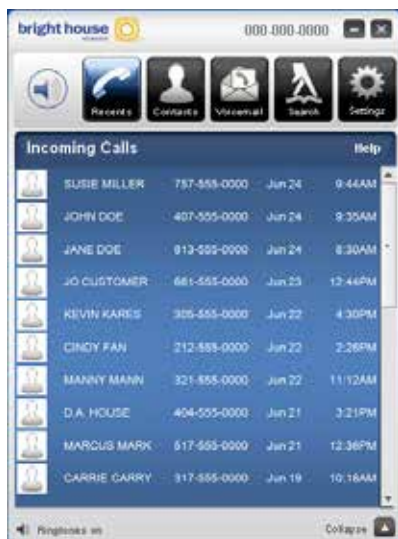 bright house
000-000-0000
Recents Contacts Voicemail Search Settings
Incoming Calls Help
SUSIE MILLER 757-555-0000 Jun 24 9:44AM
JOHN DOE 407-555-0000 Jun 24 9:35AM
JANE DOE 813-555-0000 Jun 24 8:30AM
JO CUSTOMER 661-555-0000 Jun 23 12:44PM
KEVIN KARES 305-555-0000 Jun 22 4:30PM
CINDY FAN 212-555-0000 Jun 22 2:26PM
MANNY MANN 321-555-0000 Jun 22 11:12AM
D.A. HOUSE 404-555-0000 Jun 21 3:21PM
MARCUS MARK 517-555-0000 Jun 21 12:36PM
CARRIE CARRY 317-555-0000 Jun 19 10:16AM
Ringtones on Collapse